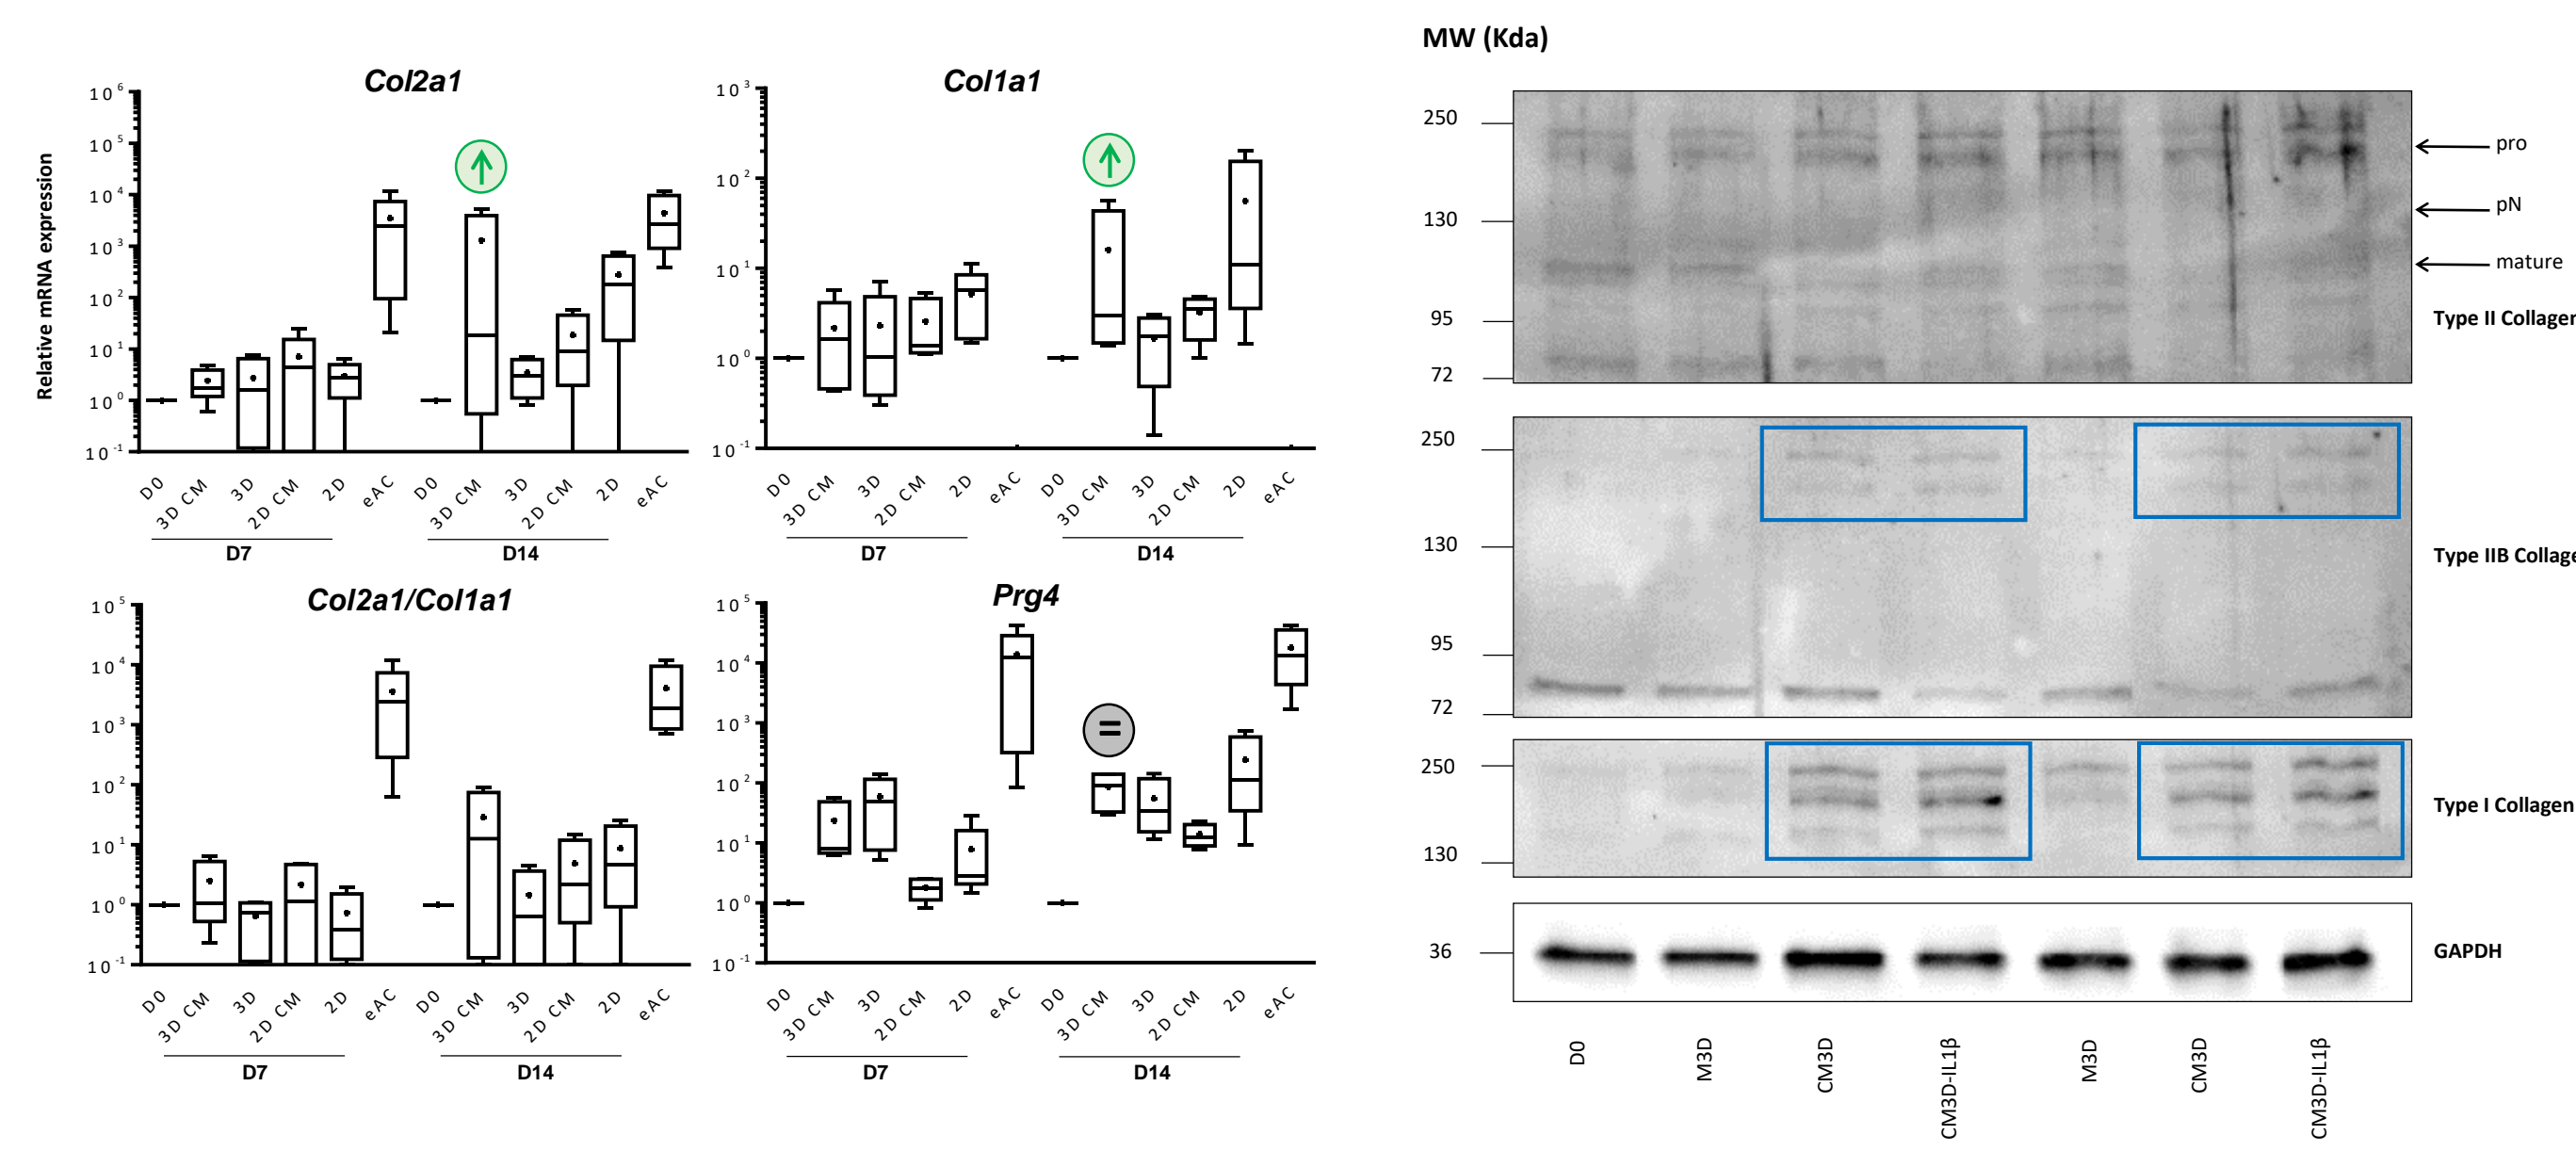 MW (Kda)
Col2a1
Relative mRNA expression
10^6
10^5
10^4
10^3
10^2
10^1
10^0
10^-1
D0
3D CM
3D
2D CM
2D
eAC
D0
3D CM
3D
2D CM
2D
eAC
D7
D14
Col1a1
10^3
10^2
10^1
10^0
10^-1
D0
3D CM
3D
2D CM
2D
eAC
D0
3D CM
3D
2D CM
2D
eAC
D7
D14
Col2a1/Col1a1
10^5
10^4
10^3
10^2
10^1
10^0
10^-1
D0
3D CM
3D
2D CM
2D
eAC
D0
3D CM
3D
2D CM
2D
eAC
D7
D14
Prg4
10^5
10^4
10^3
10^2
10^1
10^0
10^-1
=
D0
3D CM
3D
2D CM
2D
eAC
D0
3D CM
3D
2D CM
2D
eAC
D7
D14
250
130
95
72
pro
pN
mature
Type II Collagen
250
130
95
72
Type IIB Collage
250
130
Type I Collagen
36
GAPDH
D0
M3D
CM3D
CM3D-IL1β
M3D
CM3D
CM3D-IL1β